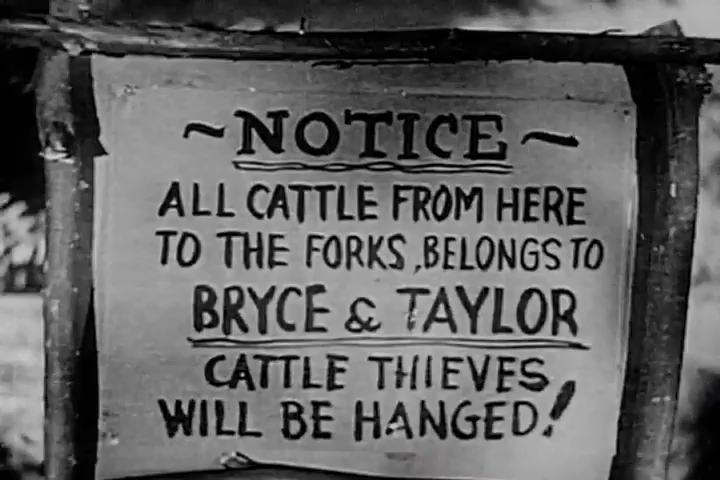 ~NOTICE~
ALL CATTLE FROM HERE
TO THE FORKS, BELONGS TO
BRYCE & TAYLOR
CATTLE THIEVES
WILL BE HANGED!